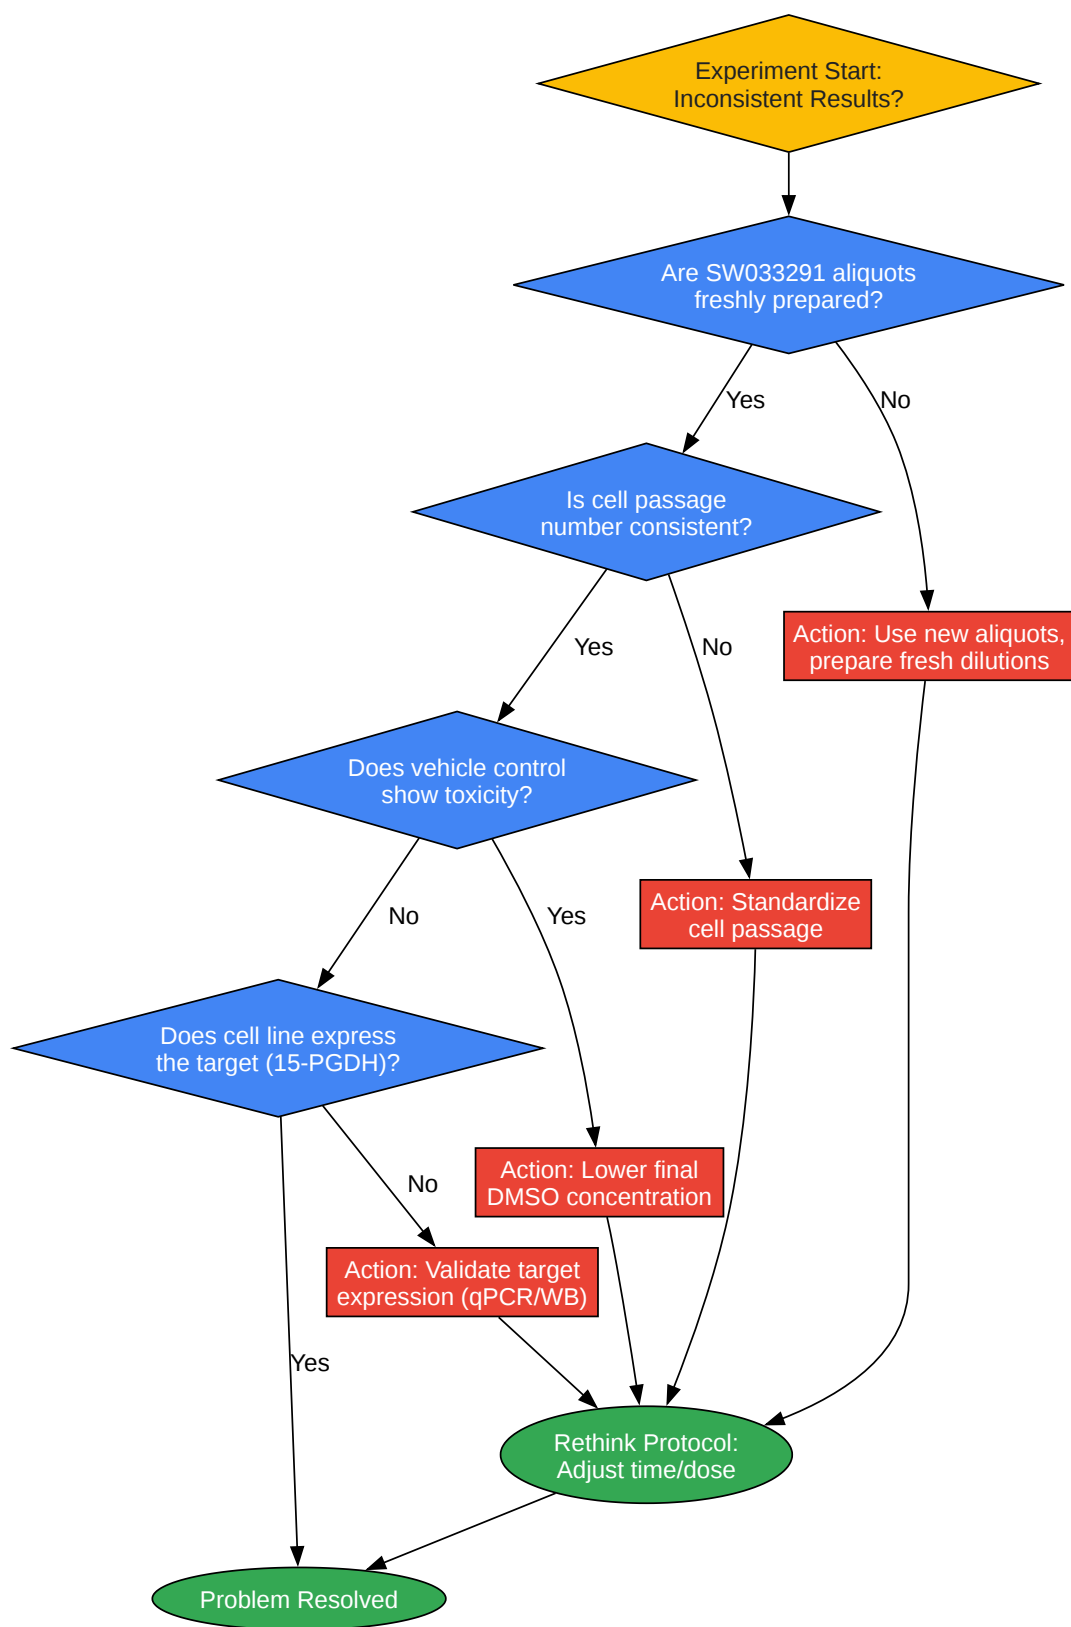 Experiment Start:
Inconsistent Results?
Are SW033291 aliquots
freshly prepared?
Yes
No
Is cell passage
number consistent?
Yes
No
Action: Use new aliquots,
prepare fresh dilutions
Does vehicle control
show toxicity?
No
Yes
Action: Standardize
cell passage
Does cell line express
the target (15-PGDH)?
No
Yes
Action: Lower final
DMSO concentration
Action: Validate target
expression (qPCR/WB)
Rethink Protocol:
Adjust time/dose
Problem Resolved